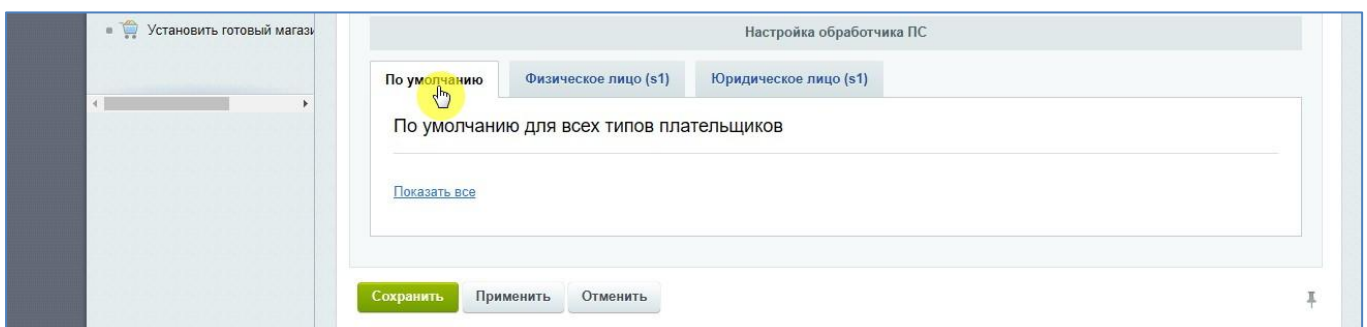 Установить готовый магази
Настройка обработчика ПС
По умолчанию
Физическое лицо (s1)
Юридическое лицо (s1)
По умолчанию для всех типов плательщиков
Показать все
Сохранить
Применить
Отменить